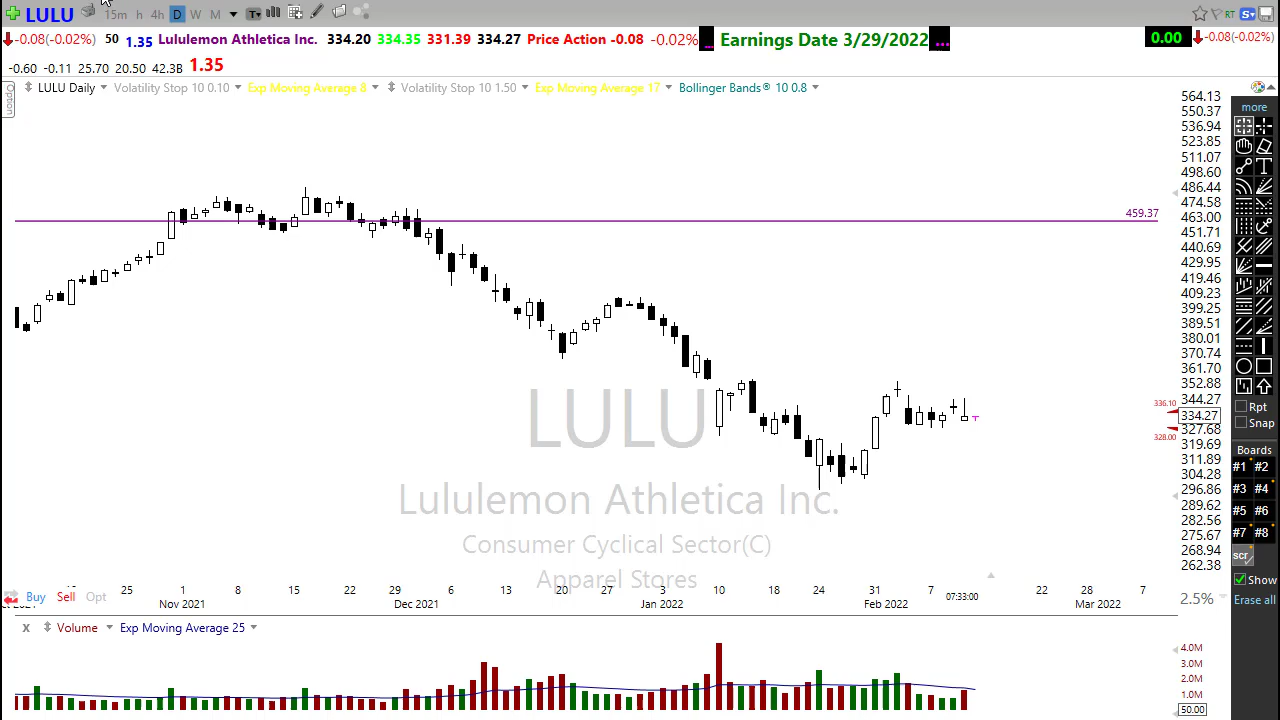 LULU 15m h 4h D W M T RT S
-0.08(-0.02%) 50 1.35 Lululemon Athletica Inc. 334.20 334.35 331.39 334.27 Price Action -0.08 -0.02% ... Earnings Date 3/29/2022 ... 0.00 -0.08(-0.02%)
-0.60 -0.11 25.70 20.50 42.3B 1.35
Option LULU Daily Volatility Stop 10 0.10 Exp Moving Average 8 Volatility Stop 10 1.50 Exp Moving Average 17 Bollinger Bands® 10 0.8
564.13
more
550.37
536.94
523.85
511.07
498.60
486.44
474.58
459.37
463.00
451.71
440.69
429.95
419.46
409.23
399.25
389.51
380.01
370.74
361.70
352.88
344.27
336.10
334.27
327.68
328.00
319.69
311.48
304.28
296.86
289.62
282.56
275.67
268.94
262.38
Rpt
Snap
Boards
#1 #2
#3 #4
#5 #6
#7 #8
scr
Show
Erase all
LULU
Lululemon Athletica Inc.
Consumer Cyclical Sector(C)
Apparel Stores
25 1 8 15 22 29 6 13 20 27 3 10 18 24 31 7 07:33:00 22 28 7
Buy Sell Opt
Nov 2021 Dec 2021 Jan 2022 Feb 2022 Mar 2022
2.5%
X Volume Exp Moving Average 25
4.0M
3.0M
2.0M
1.0M
50.00